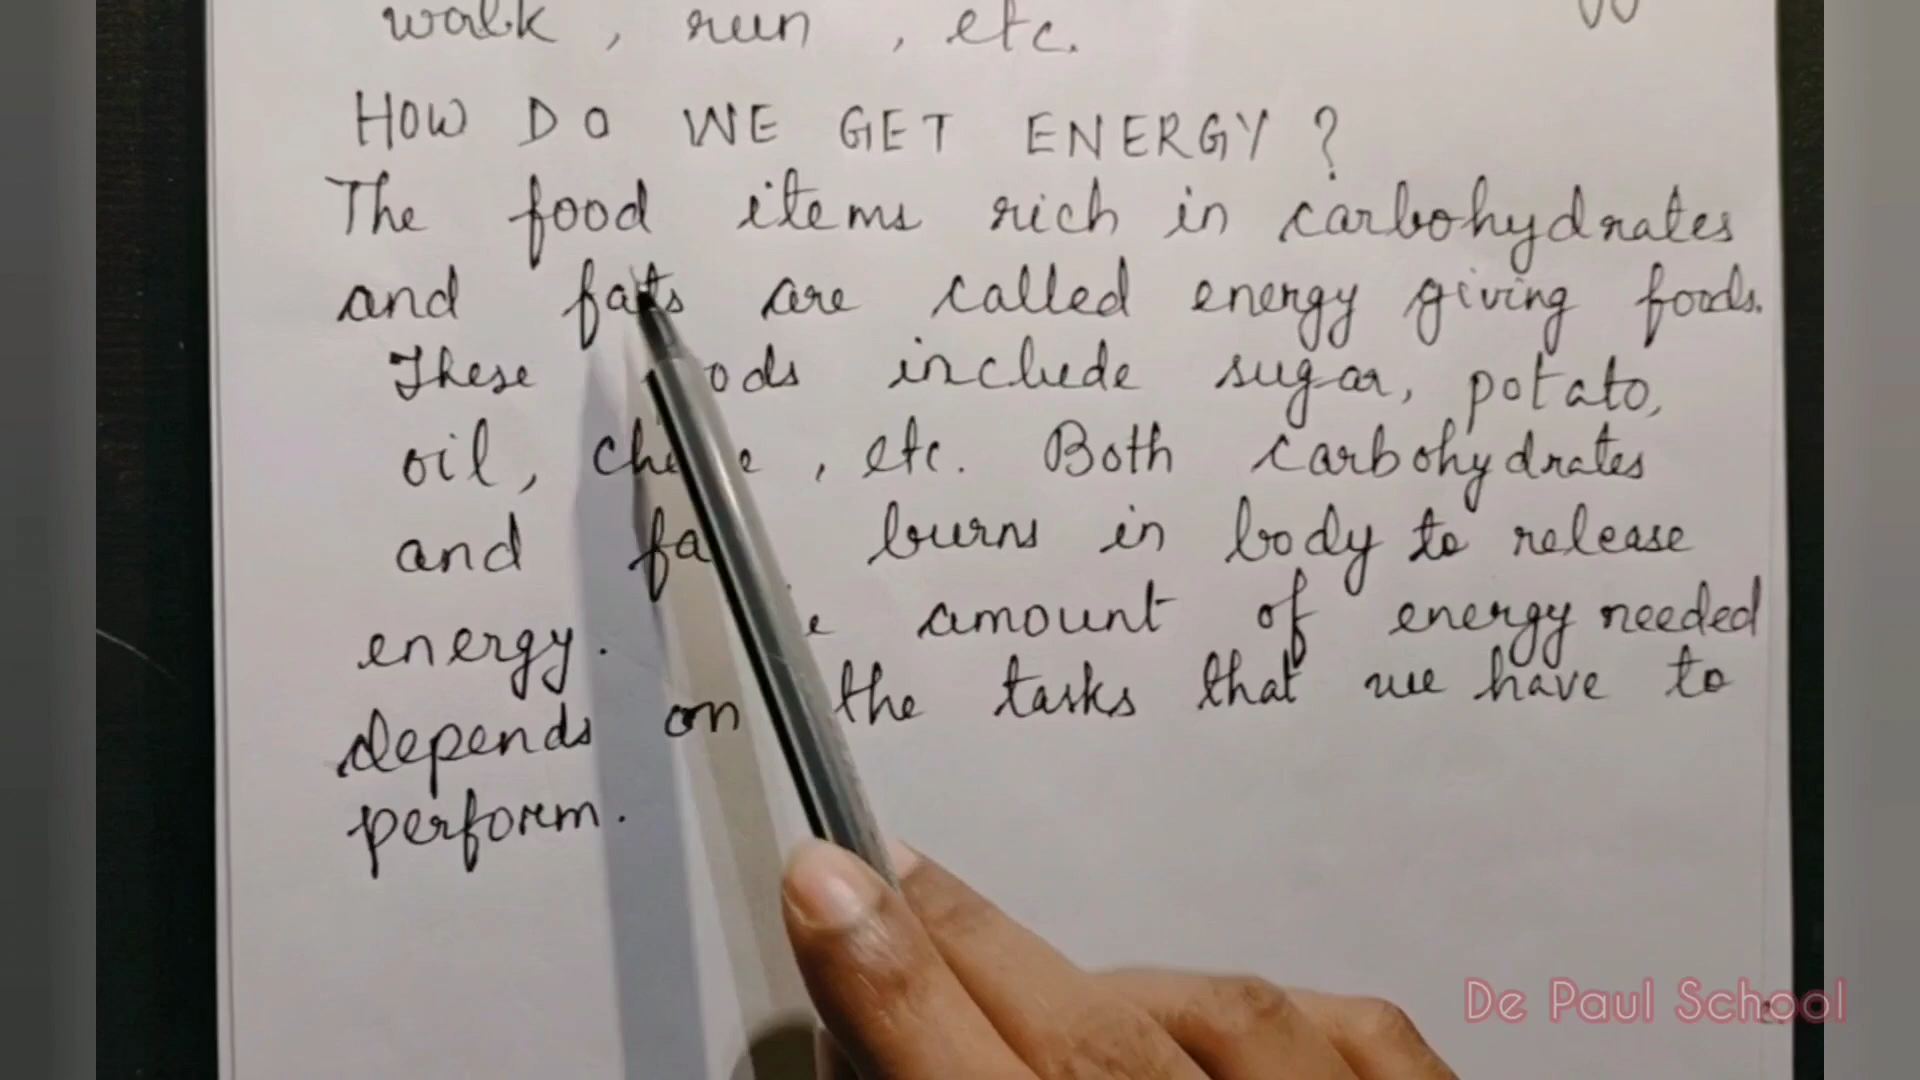 walk, run, etc.
HOW DO WE GET ENERGY?
The food items rich in carbohydrates
and fats are called energy giving foods.
These include sugar, potato,
oil, etc. Both carbohydrates
and burns in body to release
energy. amount of energy needed
depends on the tasks that we have to
perform.
De Paul School